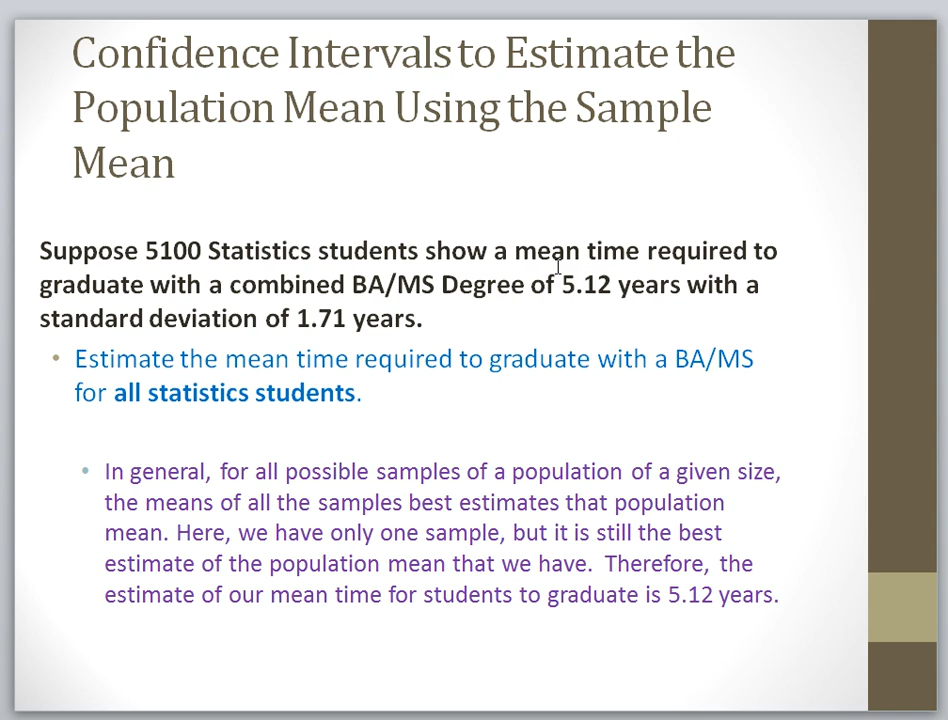 Confidence Intervals to Estimate the
Population Mean Using the Sample
Mean
Suppose 5100 Statistics students show a mean time required to
graduate with a combined BA/MS Degree of 5.12 years with a
standard deviation of 1.71 years.
• Estimate the mean time required to graduate with a BA/MS
for all statistics students.
• In general, for all possible samples of a population of a given size,
the means of all the samples best estimates that population
mean. Here, we have only one sample, but it is still the best
estimate of the population mean that we have. Therefore, the
estimate of our mean time for students to graduate is 5.12 years.